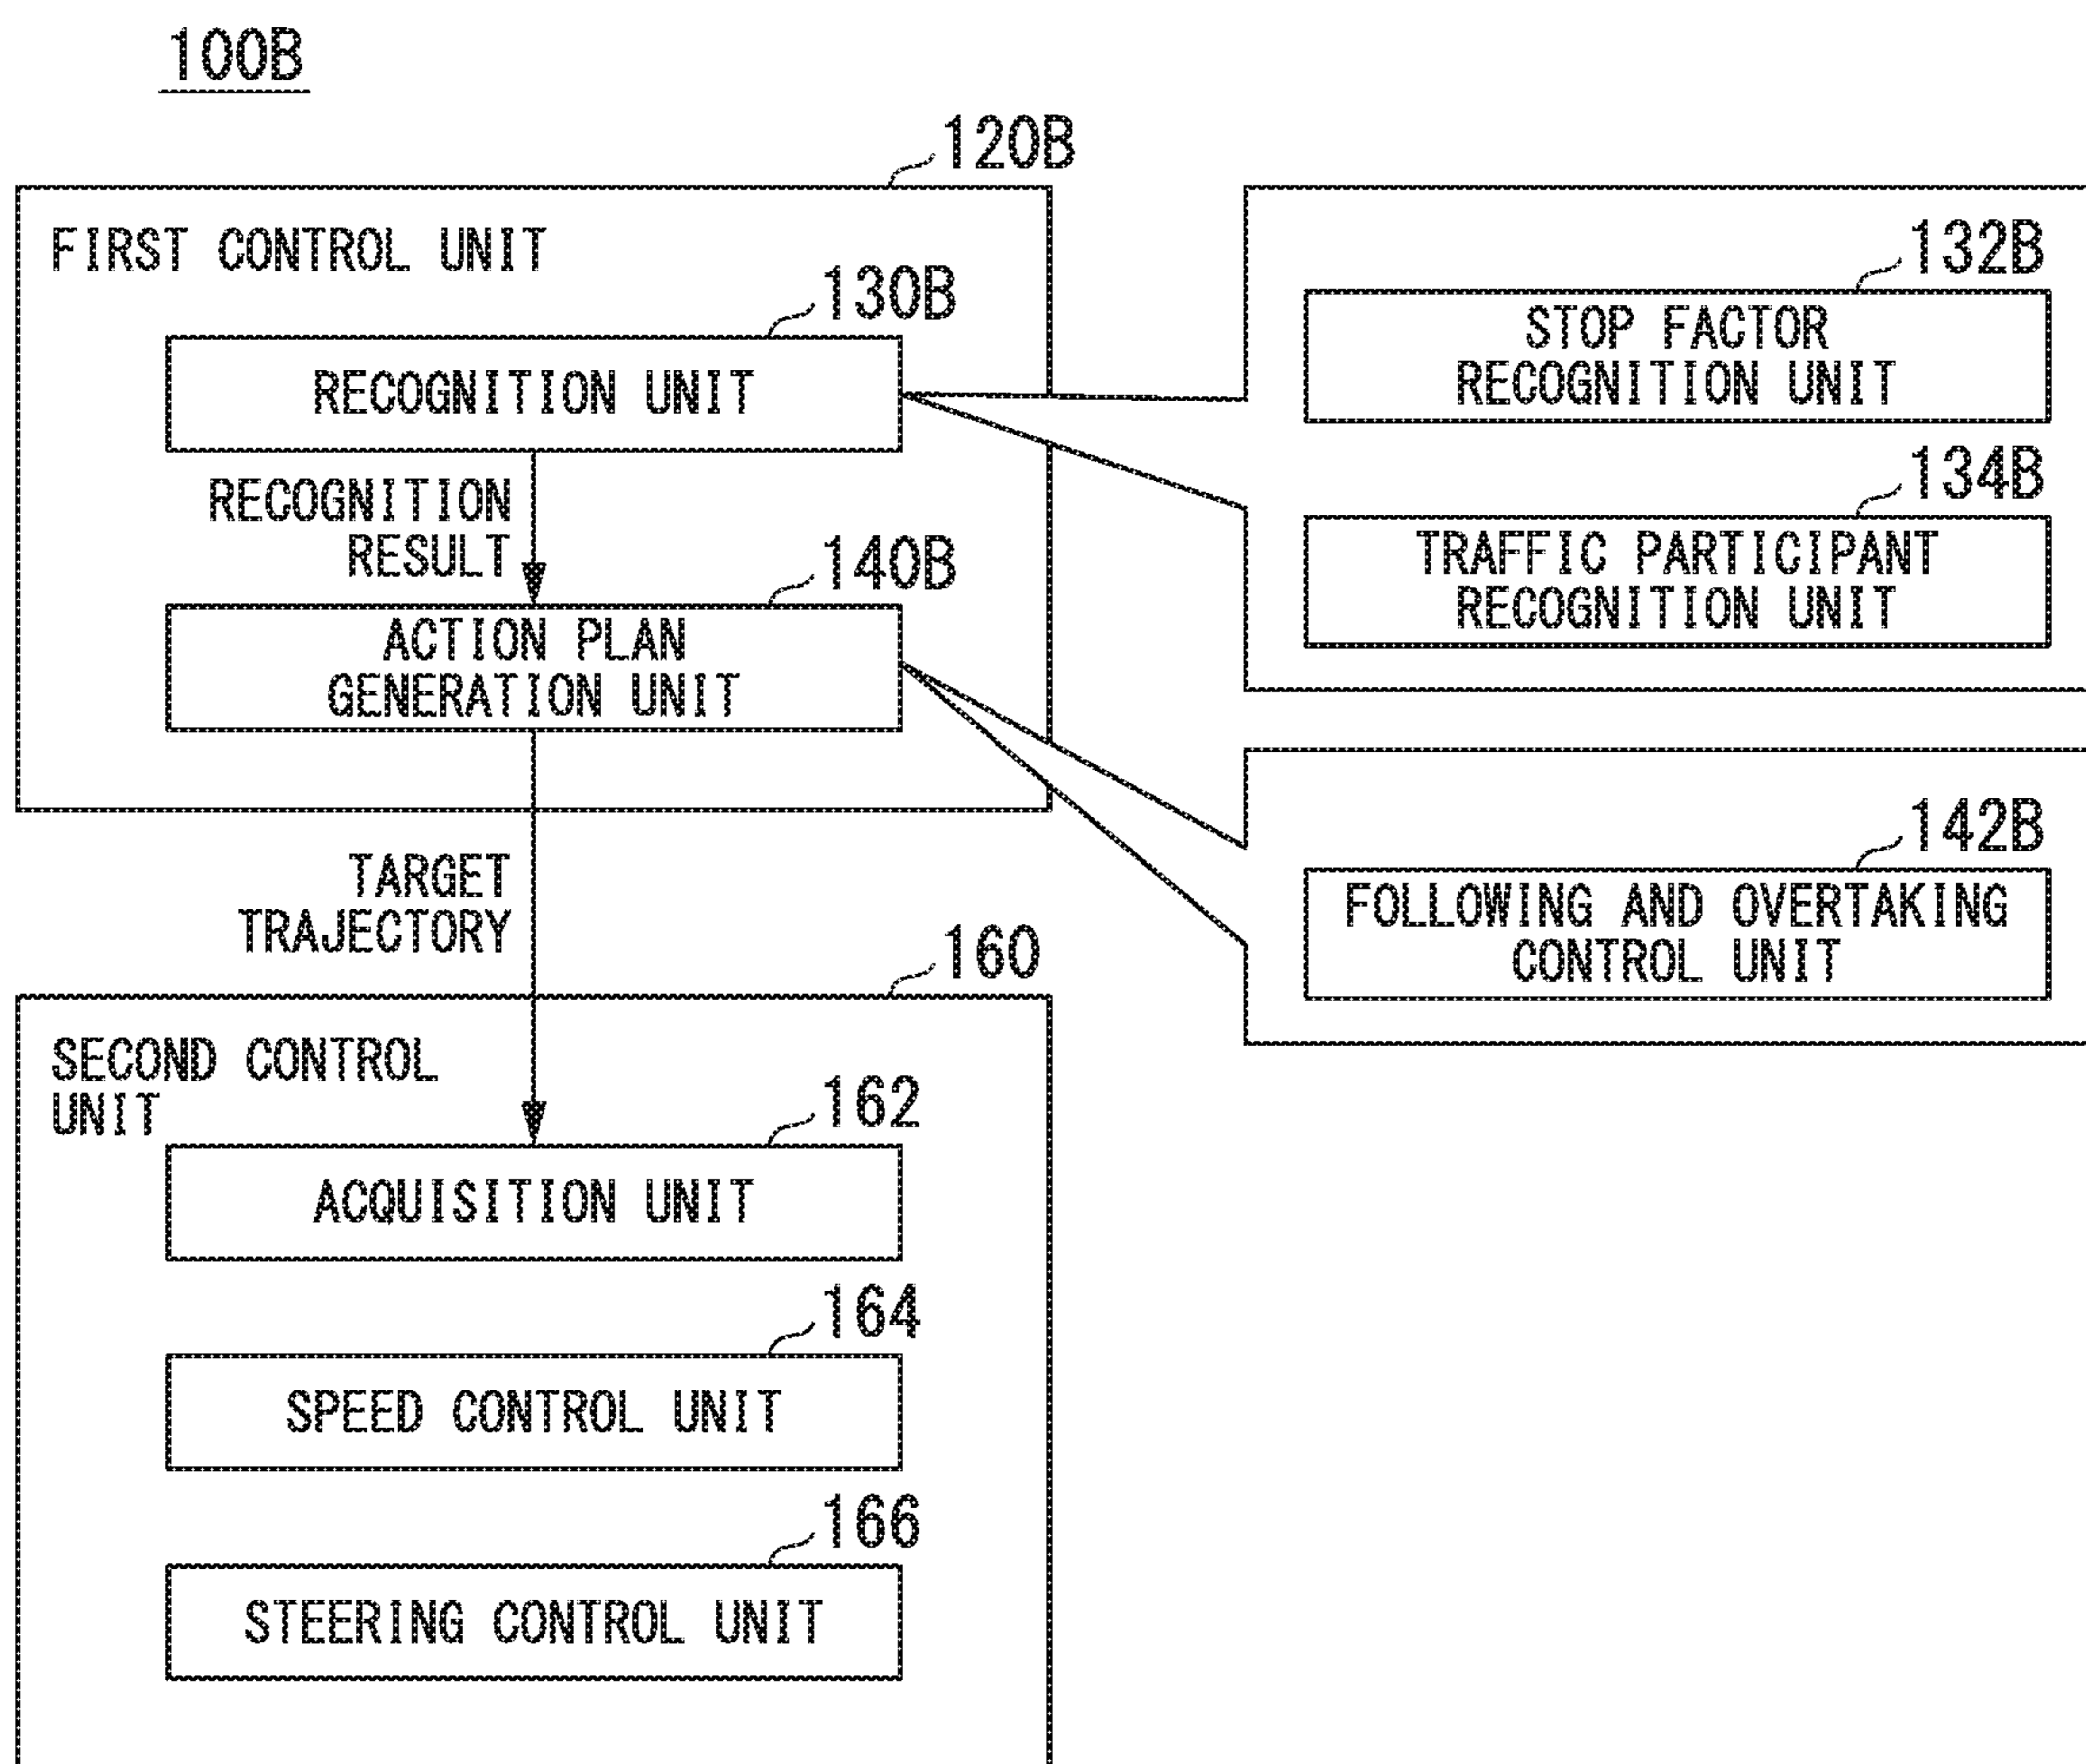 100B
120B
FIRST CONTROL UNIT
130B
RECOGNITION UNIT
RECOGNITION
RESULT
140B
ACTION PLAN
GENERATION UNIT
132B
STOP FACTOR
RECOGNITION UNIT
134B
TRAFFIC PARTICIPANT
RECOGNITION UNIT
142B
FOLLOWING AND OVERTAKING
CONTROL UNIT
TARGET
TRAJECTORY
160
SECOND CONTROL
UNIT
162
ACQUISITION UNIT
164
SPEED CONTROL UNIT
166
STEERING CONTROL UNIT